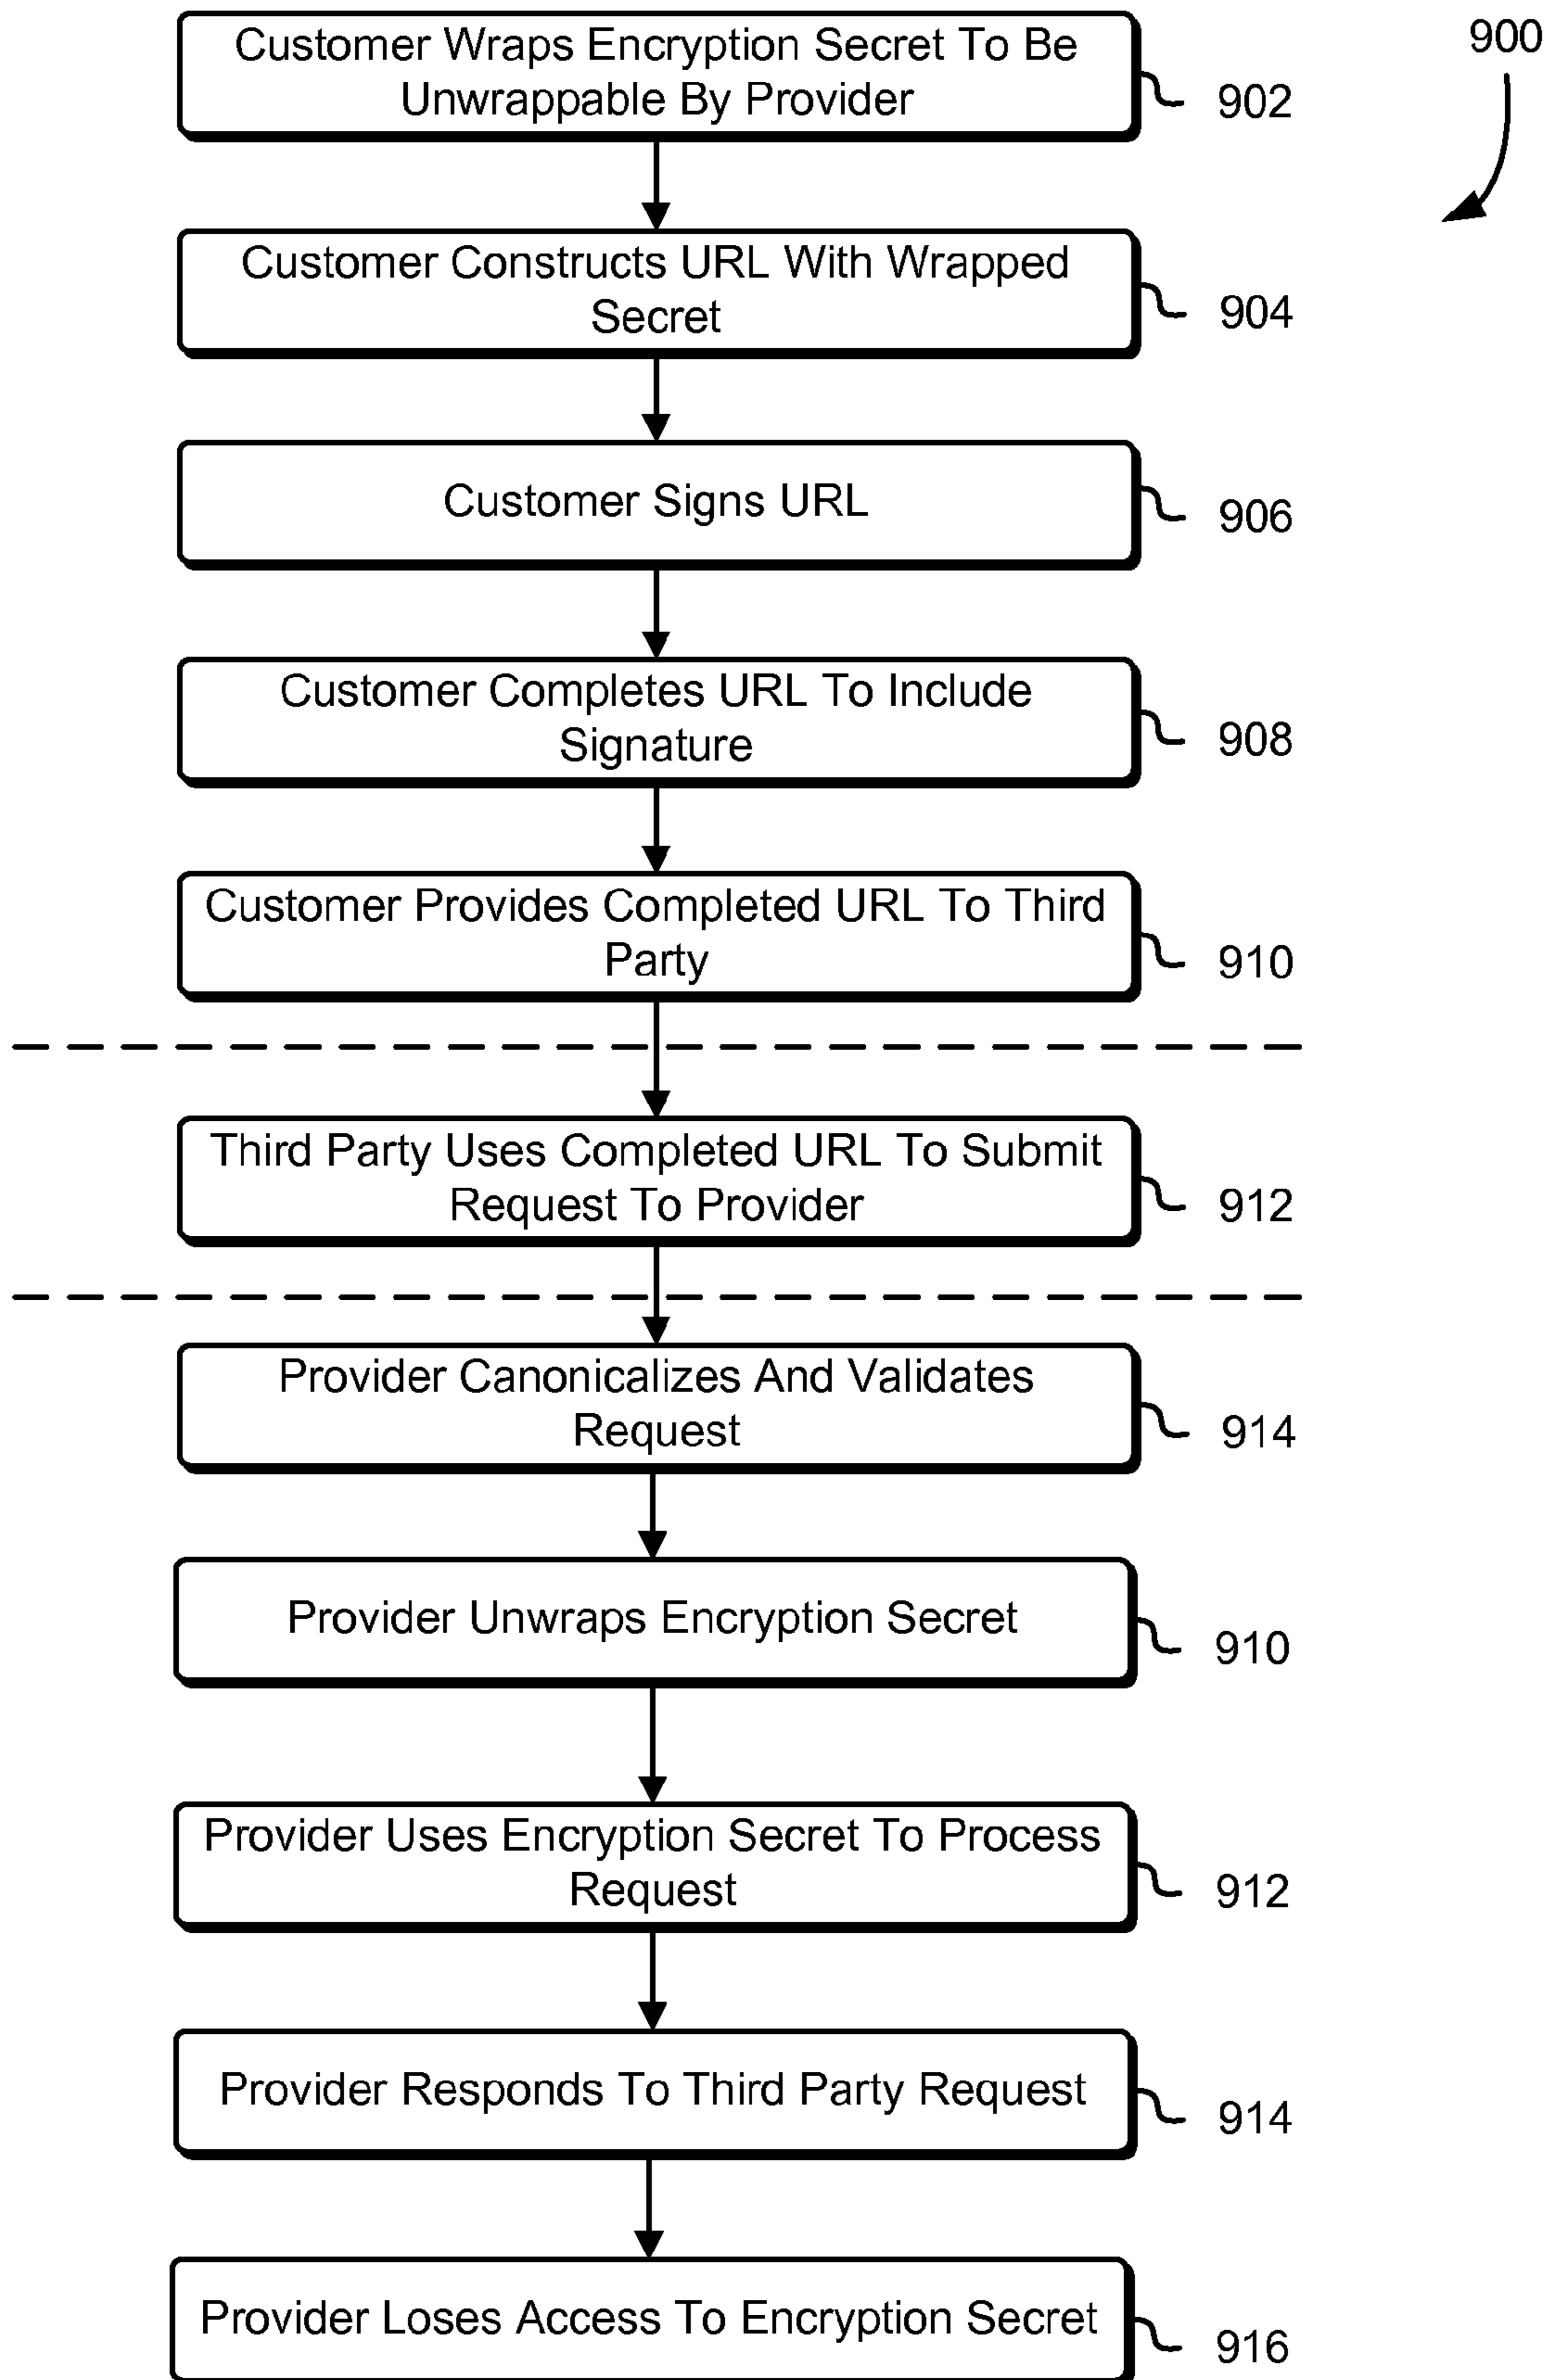 900
Customer Wraps Encryption Secret To Be
Unwrappable By Provider
902
Customer Constructs URL With Wrapped
Secret
904
Customer Signs URL
906
Customer Completes URL To Include
Signature
908
Customer Provides Completed URL To Third
Party
910
Third Party Uses Completed URL To Submit
Request To Provider
912
Provider Canonicalizes And Validates
Request
914
Provider Unwraps Encryption Secret
910
Provider Uses Encryption Secret To Process
Request
912
Provider Responds To Third Party Request
914
Provider Loses Access To Encryption Secret
916